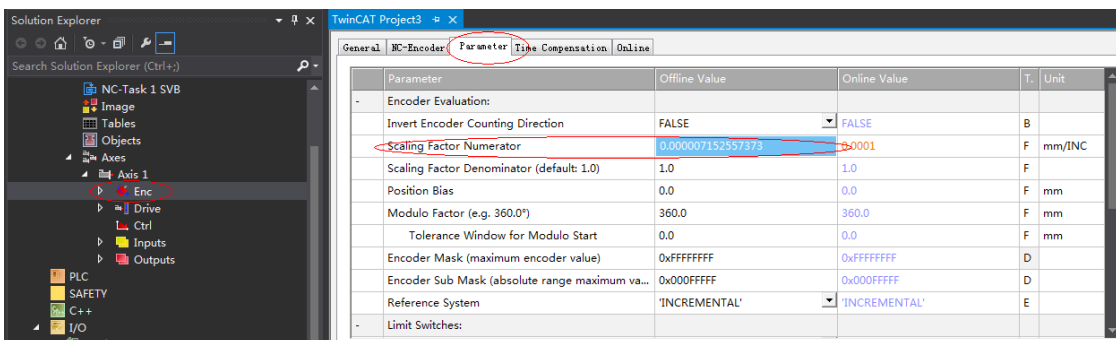 Solution Explorer
Search Solution Explorer (Ctrl+;)
NC-Task 1 SVB
Image
Tables
Objects
Axes
Axis 1
Enc
Drive
Ctrl
Inputs
Outputs
PLC
SAFETY
C++
I/O
TwinCAT Project3
General NC-Encoder Parameter Time Compensation Online
Parameter Offline Value Online Value T. Unit
- Encoder Evaluation:
Invert Encoder Counting Direction FALSE FALSE B
Scaling Factor Numerator 0.000007152557373 0.0001 F mm/INC
Scaling Factor Denominator (default: 1.0) 1.0 1.0 F
Position Bias 0.0 0.0 F mm
Modulo Factor (e.g. 360.0°) 360.0 360.0 F mm
Tolerance Window for Modulo Start 0.0 0.0 F mm
Encoder Mask (maximum encoder value) 0xFFFFFFFF 0xFFFFFFFF D
Encoder Sub Mask (absolute range maximum va... 0x000FFFFF 0x000FFFFF D
Reference System 'INCREMENTAL' 'INCREMENTAL' E
- Limit Switches: